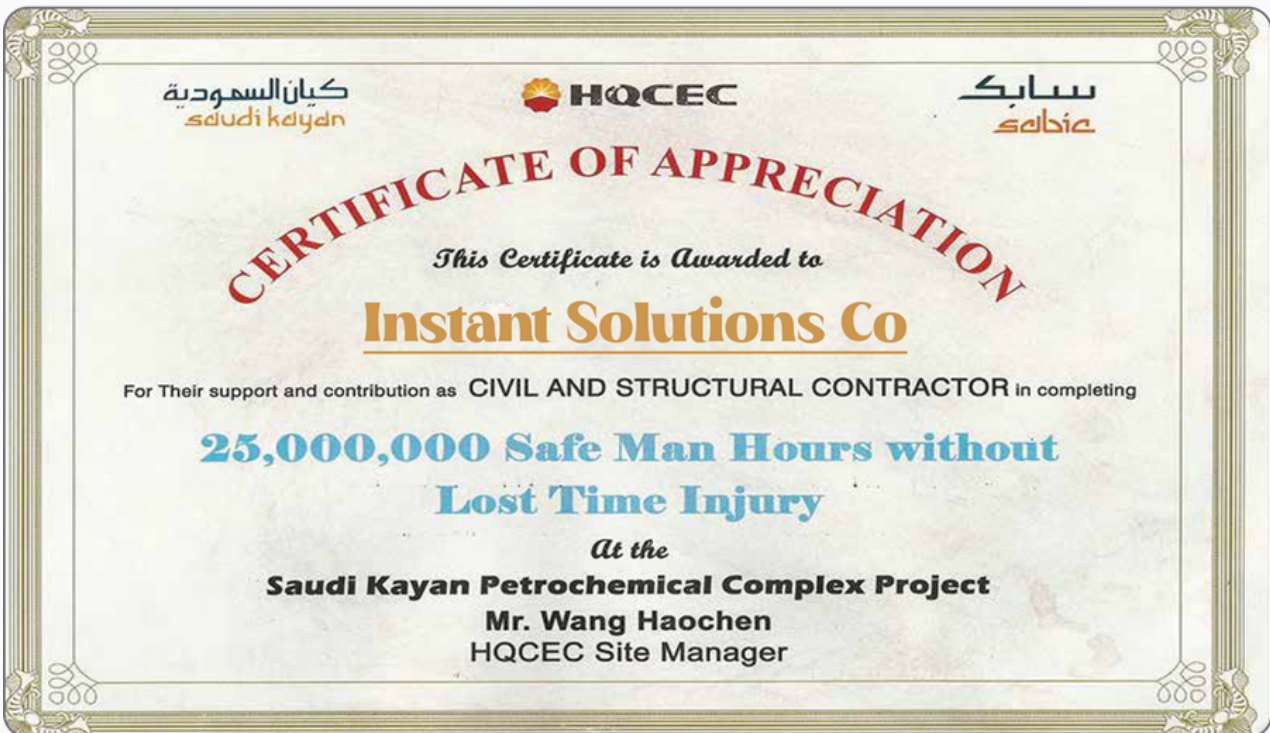 كيان السعودية
saudi kayan
HQCEC
سابك
sabic
CERTIFICATE OF APPRECIATION
This Certificate is Awarded to
Instant Solutions Co
For Their support and contribution as CIVIL AND STRUCTURAL CONTRACTOR in completing
25,000,000 Safe Man Hours without
Lost Time Injury
At the
Saudi Kayan Petrochemical Complex Project
Mr. Wang Haochen
HQCEC Site Manager